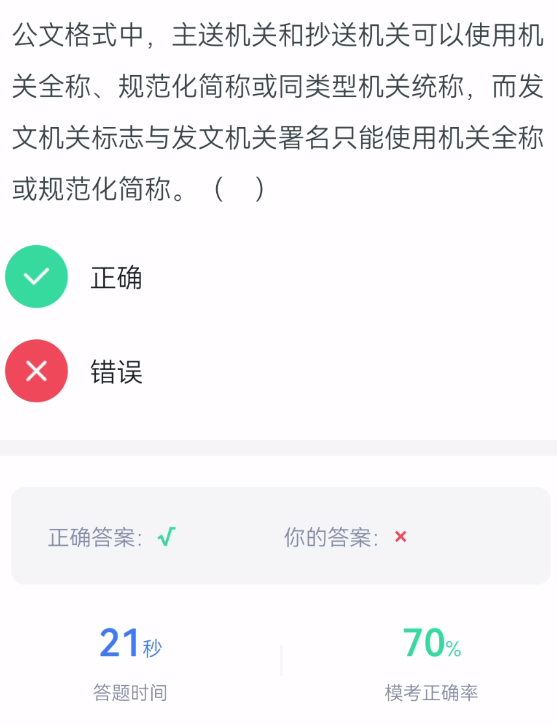 公文格式中，主送机关和抄送机关可以使用机
关全称、规范化简称或同类型机关统称，而发
文机关标志与发文机关署名只能使用机关全称
或规范化简称。（　）
正确
错误
正确答案：√ 你的答案：×
21秒 70%
答题时间 模考正确率